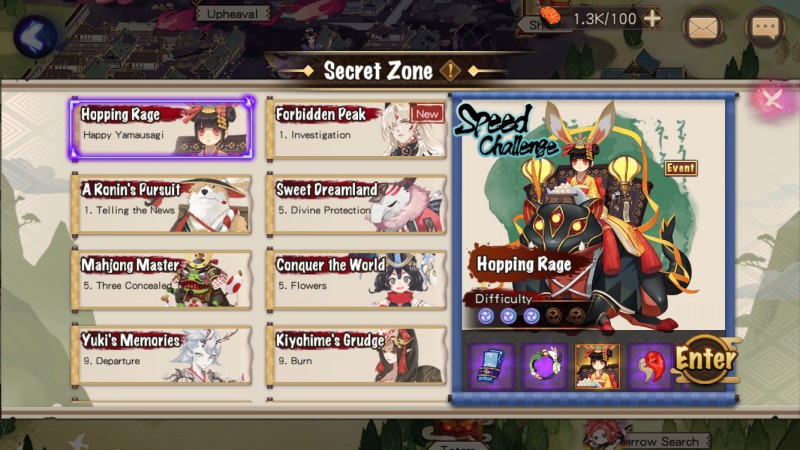 Upheaval
1.3K/100
Secret Zone
Hopping Rage
Happy Yamausagi
Forbidden Peak
New
1. Investigation
A Ronin's Pursuit
1. Telling the News
Sweet Dreamland
5. Divine Protection
Mahjong Master
5. Three Concealed
Conquer the World
5. Flowers
Yuki's Memories
9. Departure
Kiyohime's Grudge
9. Burn
Speed
Challenge
Event
Hopping Rage
Difficulty
Enter
Totem
arrow Search